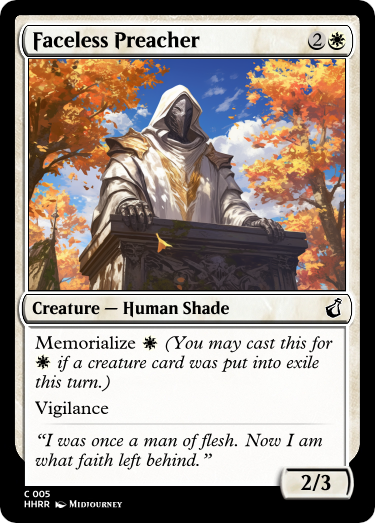 Faceless Preacher 2
Creature — Human Shade
Memorialize (You may cast this for
if a creature card was put into exile
this turn.)
Vigilance
“I was once a man of flesh. Now I am
what faith left behind.”
2/3
C 005
HHRR Midjourney